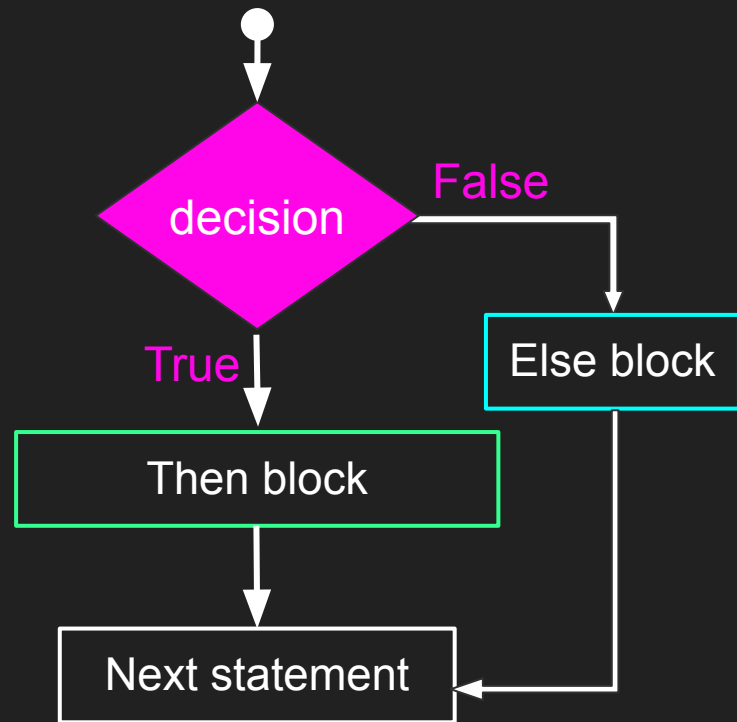 decision
False
True
Else block
Then block
Next statement